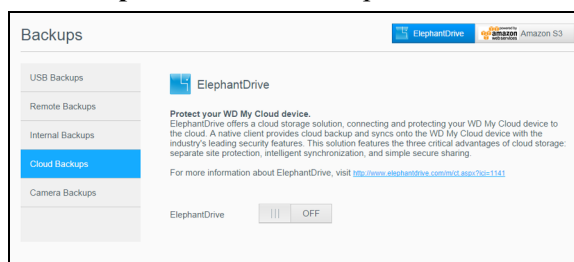 Backups
ElephantDrive
powered by
amazon
web services
Amazon S3
USB Backups
Remote Backups
Internal Backups
Cloud Backups
Camera Backups
ElephantDrive
Protect your WD My Cloud device.
ElephantDrive offers a cloud storage solution, connecting and protecting your WD My Cloud device to
the cloud. A native client provides cloud backup and syncs onto the WD My Cloud device with the
industry's leading security features. This solution features the three critical advantages of cloud storage:
separate site protection, intelligent synchronization, and simple secure sharing.
For more information about ElephantDrive, visit http://www.elephantdrive.com/m/ct.aspx?ici=1141
ElephantDrive
OFF